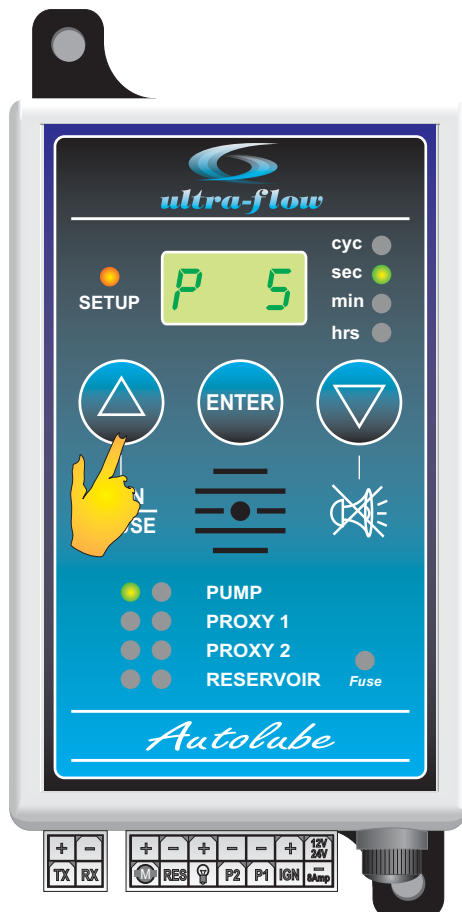 ultra-flow
cyc
sec
min
hrs
SETUP
P 5
ENTER
PUMP
PROXY 1
PROXY 2
RESERVOIR
Fuse
Autolube
+ - + - + - - + 12V 24V
TX RX M RES P2 P1 IGN - 8Amp